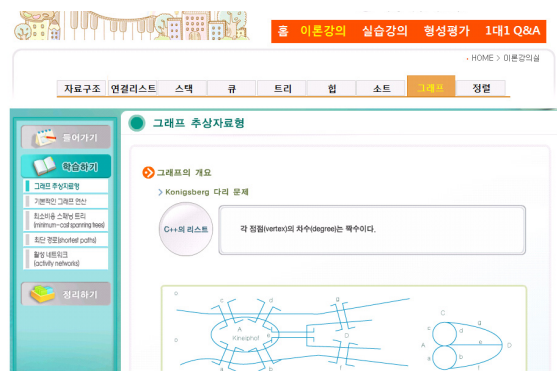 홈 이론강의 실습강의 형성평가 1대1 Q&A
HOME > 이론강의실
자료구조 연결리스트 스택 큐 트리 힙 소트 그래프 정렬
그래프 추상자료형
들어가기
학습하기
그래프 추상자료형
기본적인 그래프 연산
최소비용 스패닝 트리
(minimum-cost spanning trees)
최단 경로(shortest paths)
활성 네트워크
(activity networks)
정리하기
그래프의 개요
> Konigsberg 다리 문제
C++의 리스트
각 정점(vertex)의 차수(degree)는 짝수이다.
c d g
A
Kneiphof e D
a b f
C
c d g
A e D
a b f